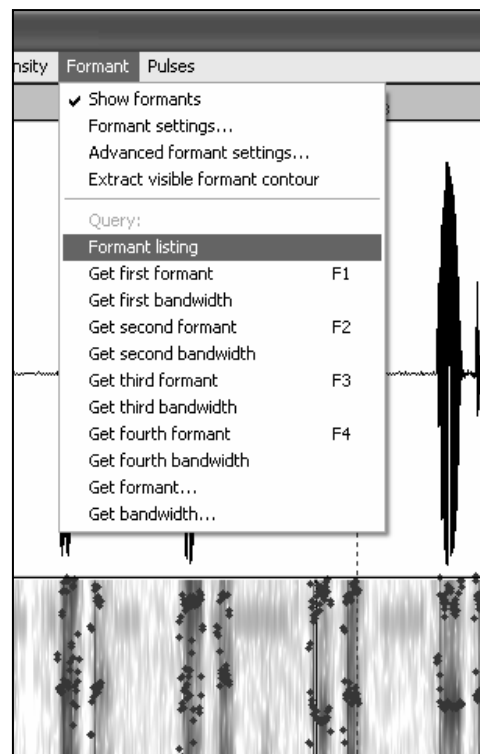 nsity Formant Pulses
Show formants
Formant settings...
Advanced formant settings...
Extract visible formant contour
Query:
Formant listing
Get first formant F1
Get first bandwidth
Get second formant F2
Get second bandwidth
Get third formant F3
Get third bandwidth
Get fourth formant F4
Get fourth bandwidth
Get formant...
Get bandwidth...